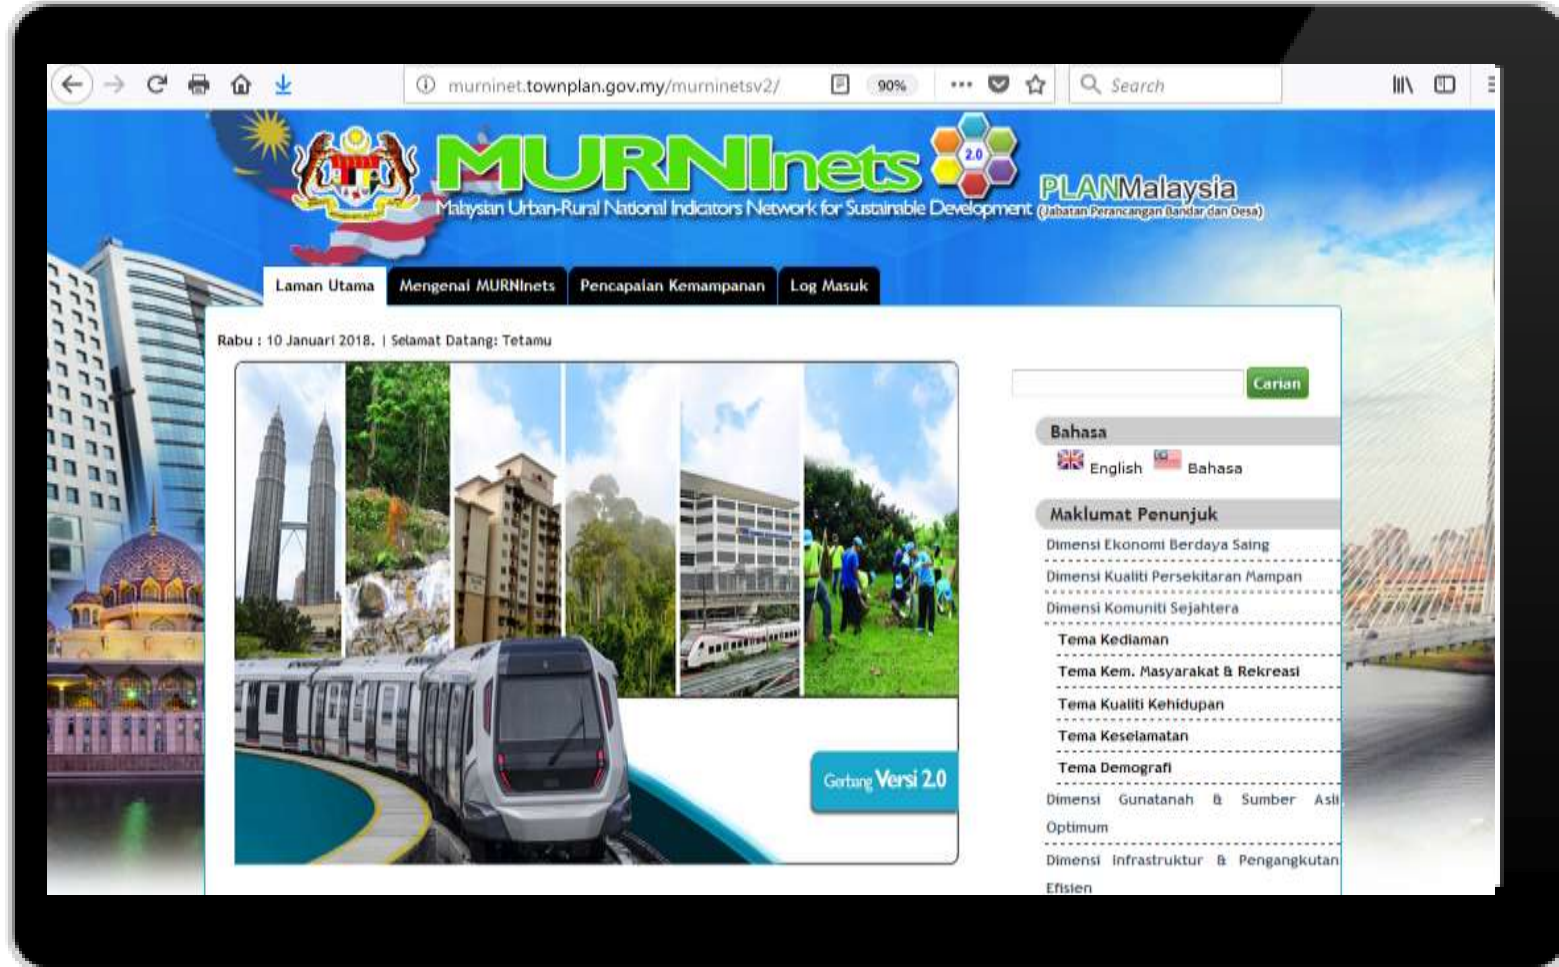 murninet.townplan.gov.my/murninetsv2/
90%
Search
MURNInets 2.0
Malaysian Urban-Rural National Indicators Network for Sustainable Development
PLANMalaysia
(Jabatan Perancangan Bandar dan Desa)
Laman Utama Mengenai MURNInets Pencapaian Kemampanan Log Masuk
Rabu : 10 Januari 2018. | Selamat Datang: Tetamu
Carian
Bahasa
English Bahasa
Maklumat Penunjuk
Dimensi Ekonomi Berdaya Saing
Dimensi Kualiti Persekitaran Mampan
Dimensi Komuniti Sejahtera
Tema Kediaman
Tema Kem. Masyarakat & Rekreasi
Tema Kualiti Kehidupan
Tema Keselamatan
Tema Demografi
Dimensi Gunatanah & Sumber Asli
Optimum
Dimensi Infrastruktur & Pengangkutan
Efisien
Gerbang Versi 2.0